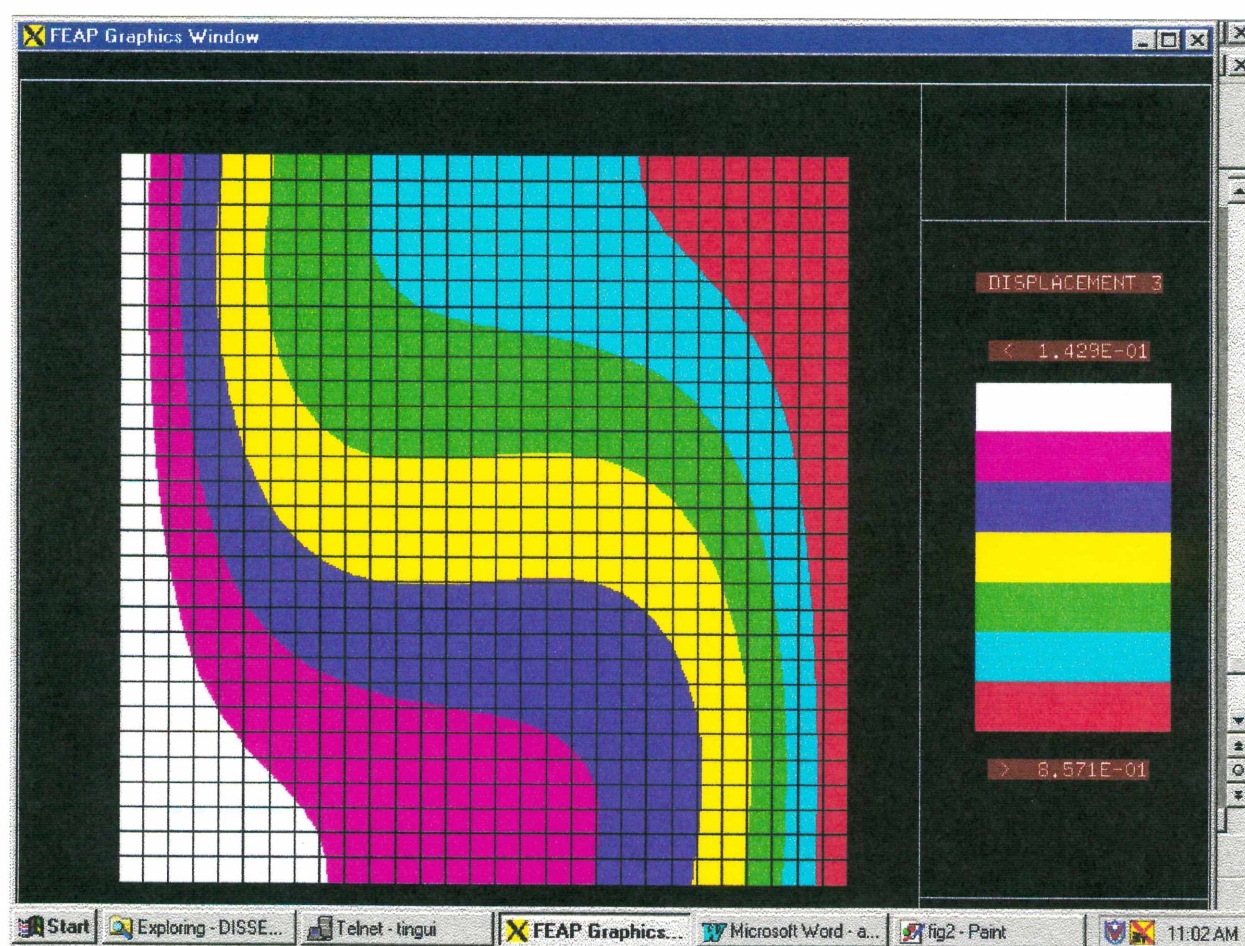 FEAP Graphics Window
DISPLACEMENT 3
< 1.429E-01
> 8.571E-01
Start
Exploring - DISSE...
Telnet - tingui
FEAP Graphics...
Microsoft Word - a...
fig2 - Paint
11:02 AM